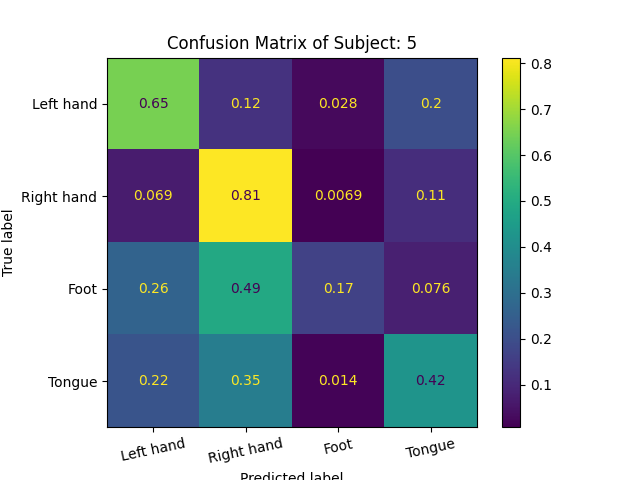 Confusion Matrix of Subject: 5
True label
Left hand 0.65 0.12 0.028 0.2
Right hand 0.069 0.81 0.0069 0.11
Foot 0.26 0.49 0.17 0.076
Tongue 0.22 0.35 0.014 0.42
Left hand Right hand Foot Tongue
Predicted label
0.8
0.7
0.6
0.5
0.4
0.3
0.2
0.1